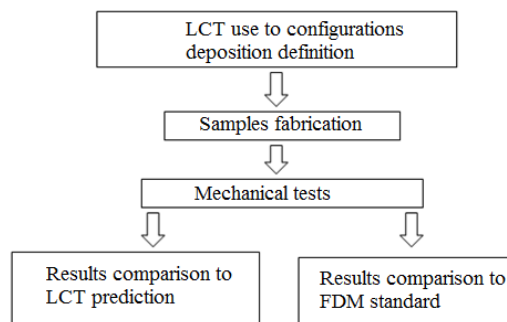 LCT use to configurations
deposition definition
Samples fabrication
Mechanical tests
Results comparison to
LCT prediction
Results comparison to
FDM standard